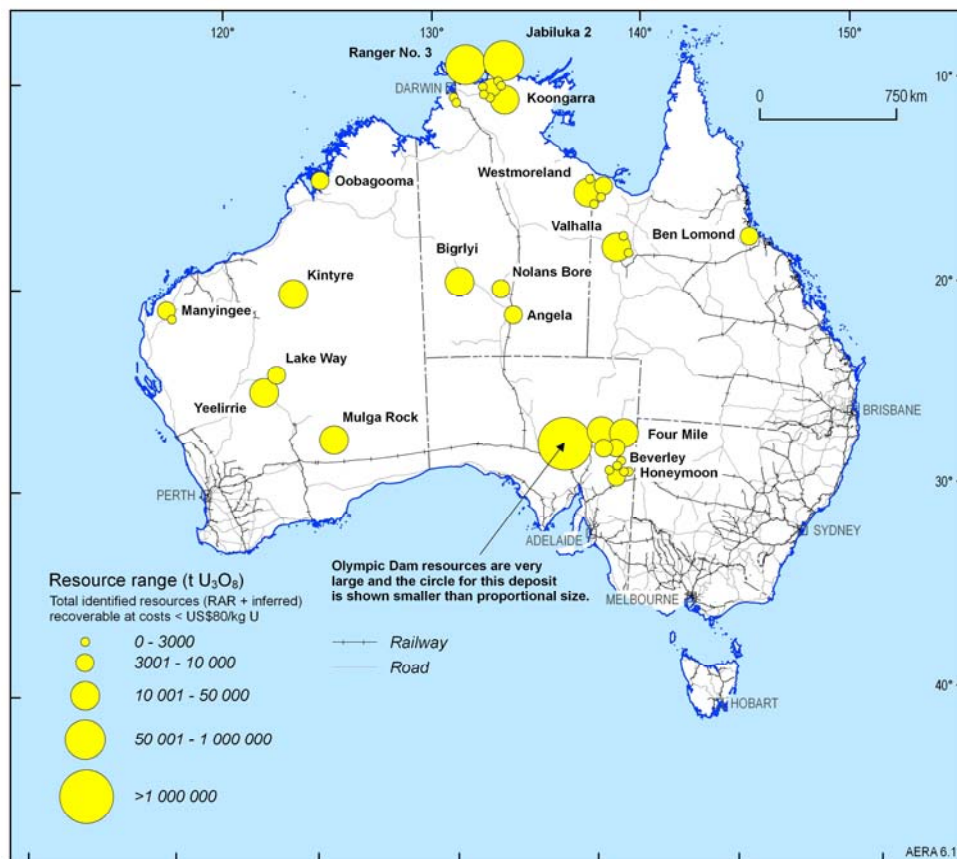 120°
130°
140°
150°
Jabiluka 2
Ranger No. 3
10°
DARWIN
Koongarra
0
750 km
Westmoreland
Oobagooma
Valhalla
Ben Lomond
Bigrlyi
Nolans Bore
20°
Kintyre
Manyingee
Angela
Lake Way
Yeelirrie
BRISBANE
Mulga Rock
Four Mile
Beverley
Honeymoon
30°
PERTH
SYDNEY
ADELAIDE
Olympic Dam resources are very
large and the circle for this deposit
is shown smaller than proportional size.
MELBOURNE
Resource range (t U₃O₈)
Total identified resources (RAR + inferred)
recoverable at costs < US$80/kg U
0 - 3000
3001 - 10 000
10 001 - 50 000
50 001 - 1 000 000
>1 000 000
Railway
Road
40°
HOBART
AERA 6.1